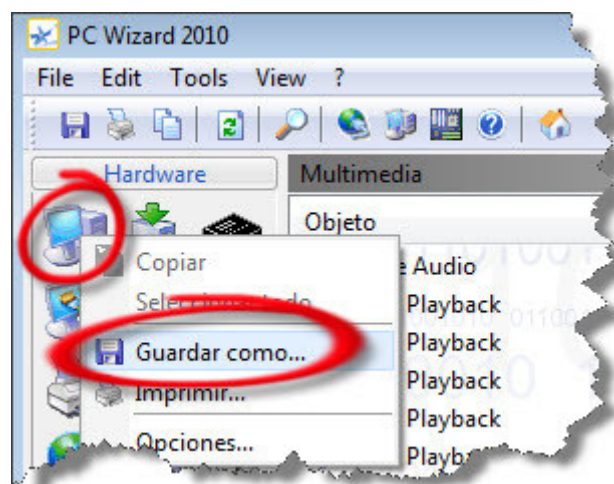 PC Wizard 2010
File Edit Tools View ?
Hardware
Multimedia
Objeto
Copiar
Audio
Playback
Guardar como...
Playback
Imprimir...
Playback
Playback
Opciones...